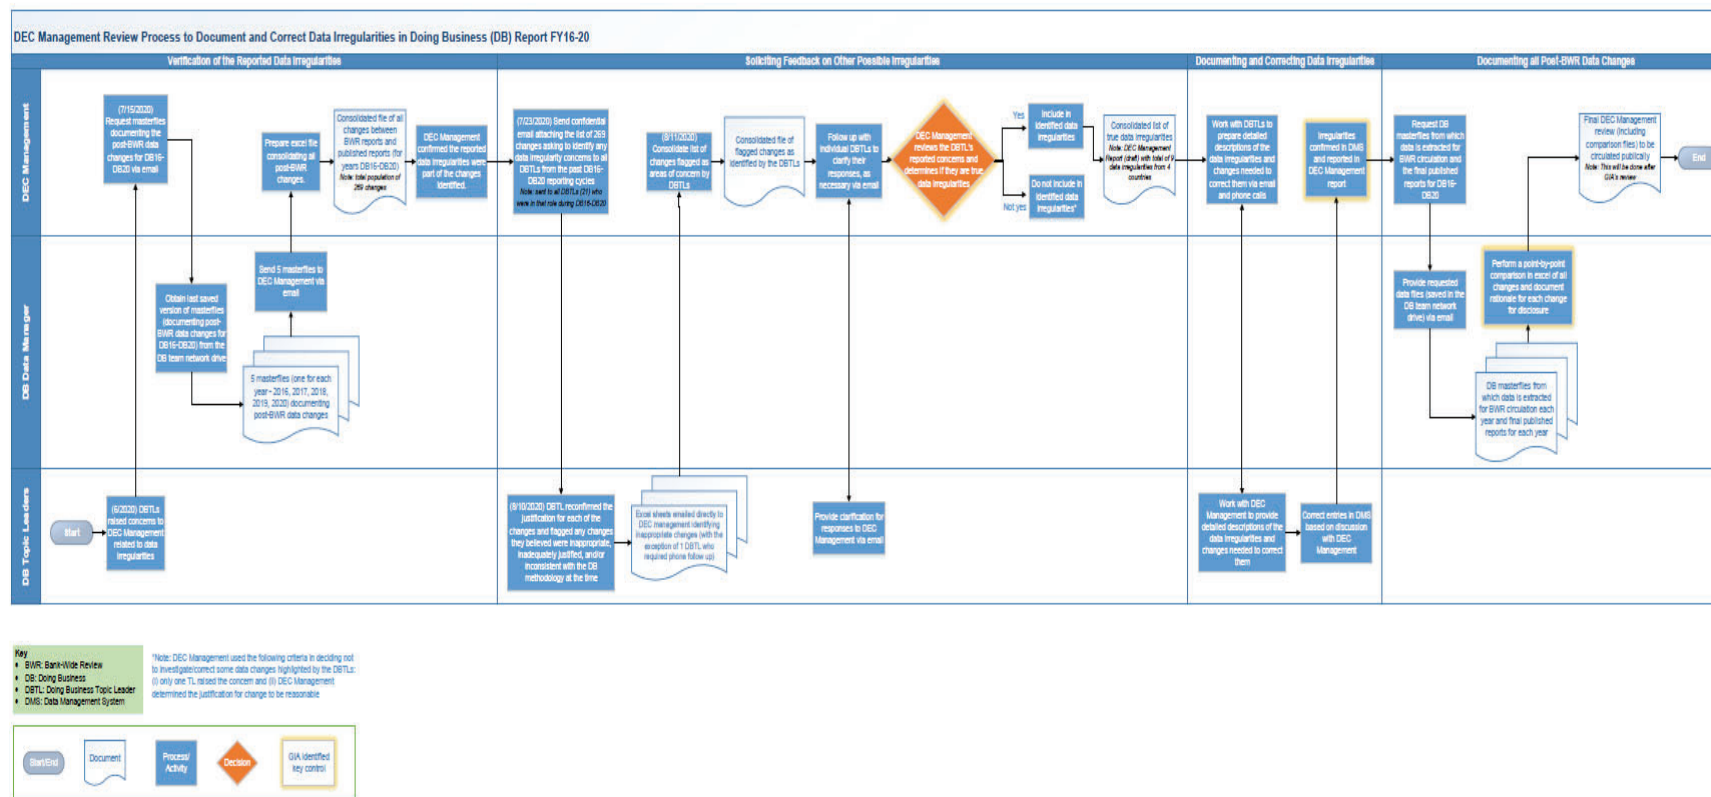 DEC Management Review Process to Document and Correct Data Irregularities in Doing Business (DB) Report FY16-20
Verification of the Reported Data Irregularities
Soliciting Feedback on Other Possible Irregularities
Documenting and Correcting Data Irregularities
Documenting all Post-BWR Data Changes
DEC Management
(7/15/2020)
Request masterfiles
documenting the
post-BWR data
changes for DB16-
DB20 via email
Prepare excel file
consolidating all
post-BWR
changes.
Consolidated file of all
changes between
BWR reports and
published reports (for
years DB16-DB20)
Note: total population of
269 changes
DEC Management
confirmed the reported
data irregularities were
part of the changes
identified.
(7/23/2020) Send confidential
email attaching the list of 269
changes asking to identify any
data irregularity concerns to all
DBTLs from the past DB16-
DB20 reporting cycles
Note: sent to all DBTLs (21) who
were in that role during DB16-DB20
(8/11/2020)
Consolidate list of
changes flagged as
areas of concern by
DBTLs
Consolidated file of
flagged changes as
identified by the DBTLs
Follow up with
individual DBTLs to
clarify their
responses, as
necessary via email
DEC Management
reviews the DBTL's
reported concerns and
determines if they are true
data irregularities
Yes
Include in
identified data
irregularities
Not yes
Do not include in
identified data
irregularities*
Consolidated list of
true data irregularities
Note: DEC Management
Report (draft) with total of 9
data irregularities from 4
countries
Work with DBTLs to
prepare detailed
descriptions of the
data irregularities and
changes needed to
correct them via email
and phone calls
Irregularities
confirmed in DMS
and reported in
DEC Management
report
Request DB
masterfiles from which
data is extracted for
BWR circulation and
the final published
reports for DB16-
DB20
Final DEC Management
review (including
comparison files) to be
circulated publically
Note: This will be done after
GIA's review
End
DB Data Manager
Obtain last saved
version of masterfiles
(documenting post-
BWR data changes for
DB16-DB20) from the
DB team network drive
Send 5 masterfiles to
DEC Management via
email
5 masterfiles (one for each
year - 2016, 2017, 2018,
2019, 2020) documenting
post-BWR data changes
Provide requested
data files (saved in the
DB team network
drive) via email
Perform a point-by-point
comparison in excel of all
changes and document
rationale for each change
for disclosure
DB masterfiles from
which data is extracted
for BWR circulation each
year and final published
reports for each year
DB Topic Leaders
Start
(6/2020) DBTLs
raised concerns to
DEC Management
related to data
irregularities
(8/10/2020) DBTL reconfirmed the
justification for each of the
changes and flagged any changes
they believed were inappropriate,
inadequately justified, and/or
inconsistent with the DB
methodology at the time
Excel sheets emailed directly to
DEC management identifying
inappropriate changes (with the
exception of 1 DBTL who
required phone follow up)
Provide clarification for
responses to DEC
Management via email
Work with DEC
Management to provide
detailed descriptions of the
data irregularities and
changes needed to correct
them
Correct entries in DMS
based on discussion
with DEC
Management
Key
• BWR: Bank-Wide Review
• DB: Doing Business
• DBTL: Doing Business Topic Leader
• DMS: Data Management System
*Note: DEC Management used the following criteria in deciding not
to investigate/correct some data changes highlighted by the DBTLs:
(i) only one TL raised the concern and (ii) DEC Management
determined the justification for change to be reasonable
Start/End
Document
Process/
Activity
Decision
GIA identified
key control